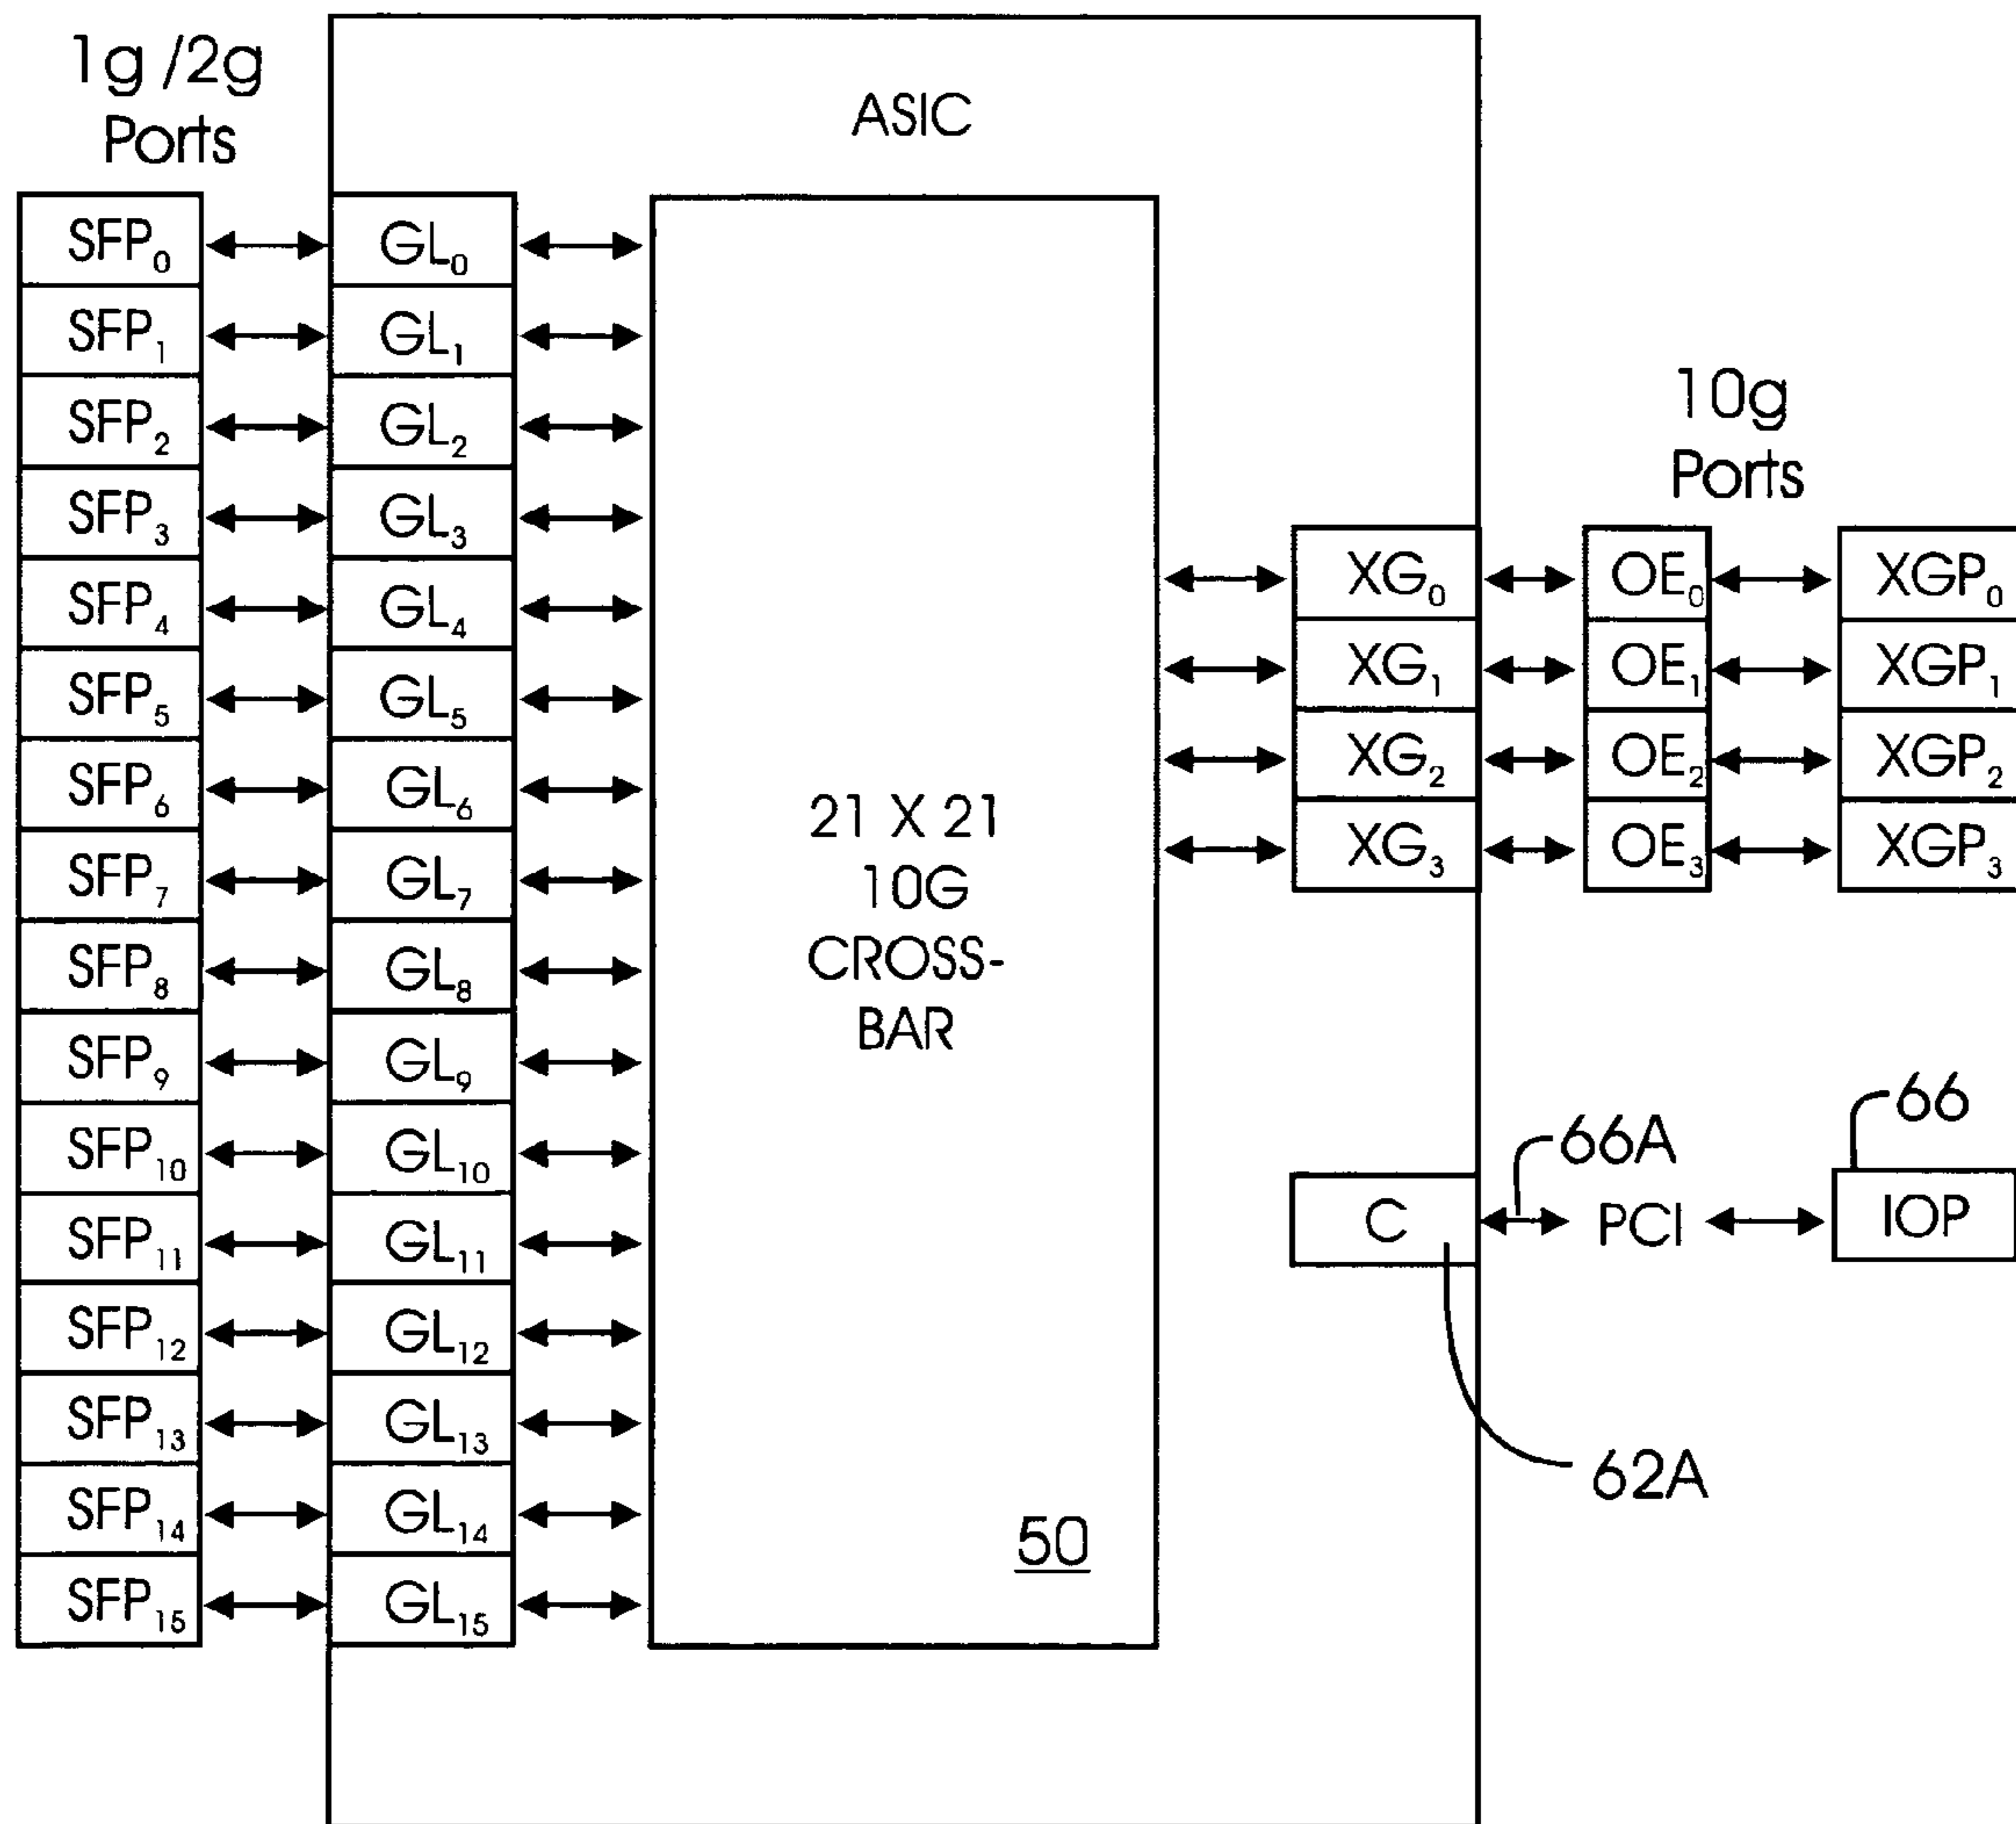 1g /2g
Ports
ASIC
SFP₀ GL₀
SFP₁ GL₁
SFP₂ GL₂
SFP₃ GL₃
SFP₄ GL₄
SFP₅ GL₅
SFP₆ GL₆
SFP₇ GL₇
SFP₈ GL₈
SFP₉ GL₉
SFP₁₀ GL₁₀
SFP₁₁ GL₁₁
SFP₁₂ GL₁₂
SFP₁₃ GL₁₃
SFP₁₄ GL₁₄
SFP₁₅ GL₁₅
21 X 21
10G
CROSS-
BAR
50
10g
Ports
XG₀ OE₀ XGP₀
XG₁ OE₁ XGP₁
XG₂ OE₂ XGP₂
XG₃ OE₃ XGP₃
66A
66
C PCI IOP
62A